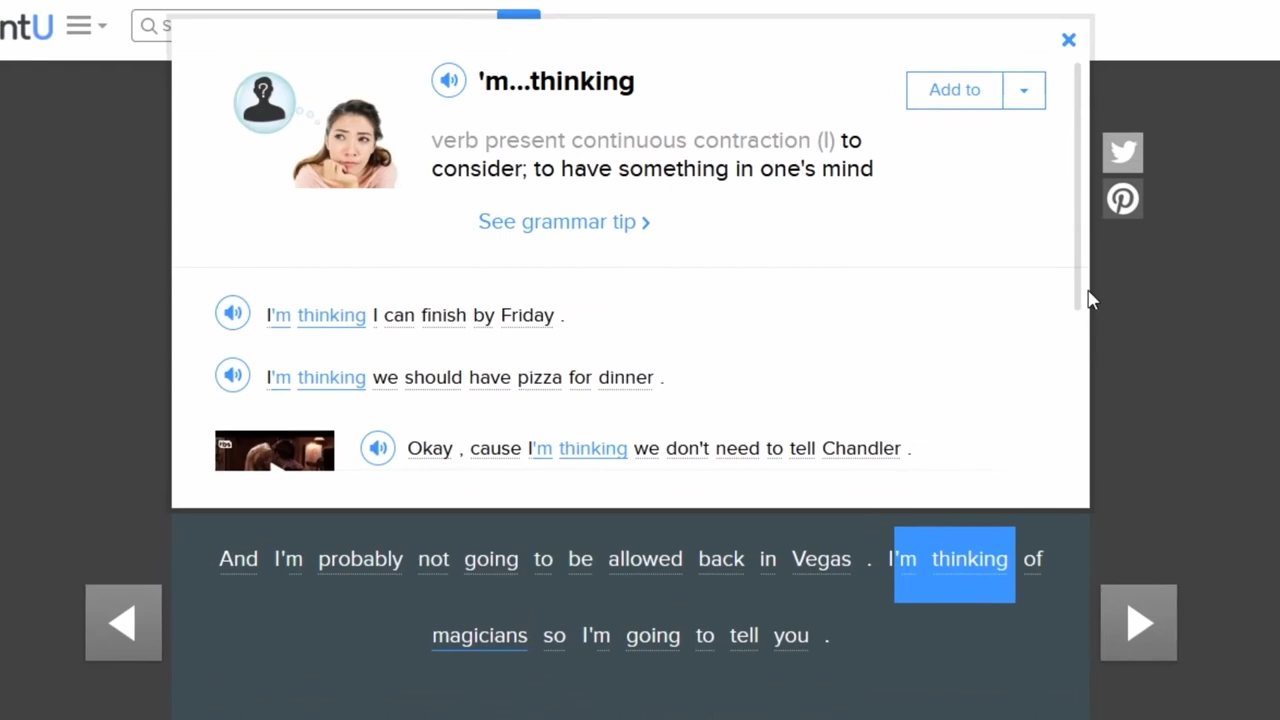 ntU
S
'm...thinking
Add to
verb present continuous contraction (I) to
consider; to have something in one's mind
See grammar tip
I'm thinking I can finish by Friday .
I'm thinking we should have pizza for dinner .
Okay , cause I'm thinking we don't need to tell Chandler .
And I'm probably not going to be allowed back in Vegas . I'm thinking of
magicians so I'm going to tell you .